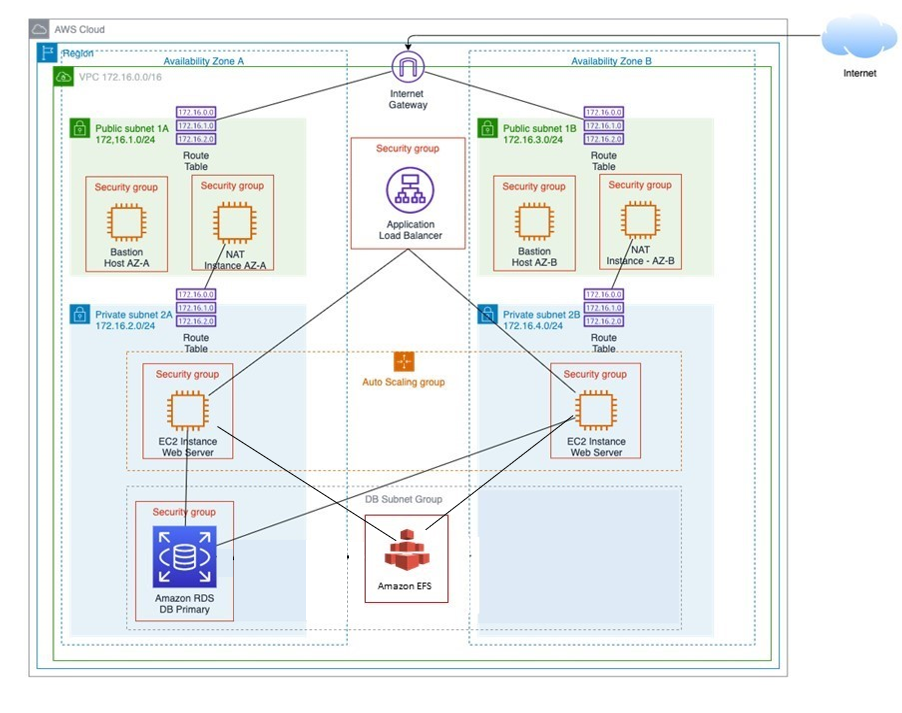 AWS Cloud
Region
Availability Zone A
Availability Zone B
VPC 172.16.0.0/16
Internet
Internet
Gateway
Public subnet 1A
172,16.1.0/24
172.16.0.0
172.16.1.0
172.16.2.0
Route
Table
Security group
Bastion
Host AZ-A
Security group
NAT
Instance AZ-A
Security group
Application
Load Balancer
Public subnet 1B
172.16.3.0/24
172.16.0.0
172.16.1.0
172.16.2.0
Route
Table
Security group
Bastion
Host AZ-B
Security group
NAT
Instance - AZ-B
Private subnet 2A
172.16.2.0/24
172.16.0.0
172.16.1.0
172.16.2.0
Route
Table
Private subnet 2B
172.16.4.0/24
172.16.0.0
172.16.1.0
172.16.2.0
Route
Table
Security group
EC2 Instance
Web Server
Auto Scaling group
Security group
EC2 Instance
Web Server
DB Subnet Group
Security group
Amazon RDS
DB Primary
Amazon EFS